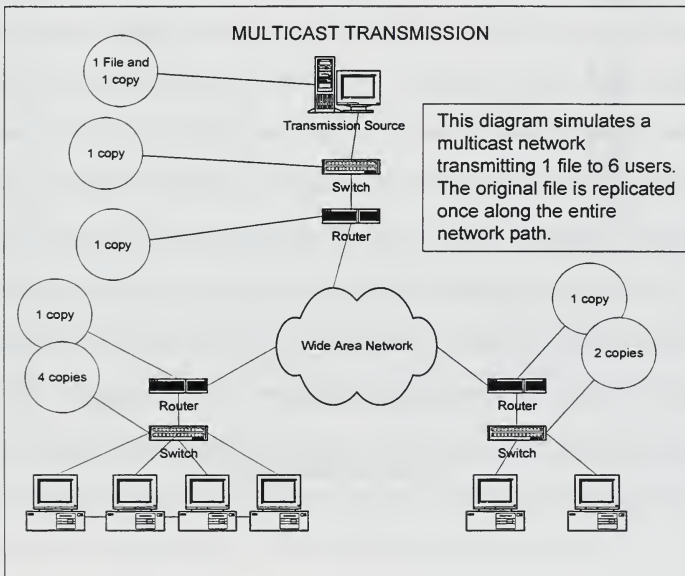 MULTICAST TRANSMISSION
1 File and
1 copy
Transmission Source
This diagram simulates a
multicast network
transmitting 1 file to 6 users.
The original file is replicated
once along the entire
network path.
1 copy
Switch
1 copy
Router
1 copy
4 copies
Wide Area Network
1 copy
2 copies
Router
Switch
Router
Switch